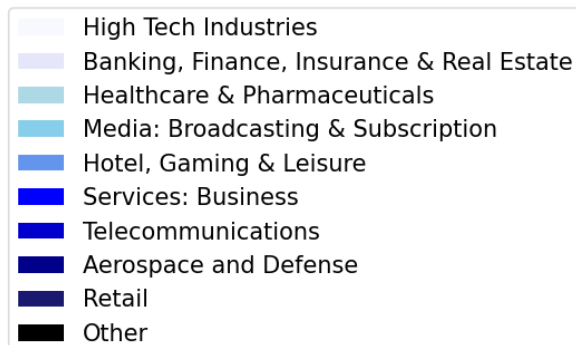 High Tech Industries
Banking, Finance, Insurance & Real Estate
Healthcare & Pharmaceuticals
Media: Broadcasting & Subscription
Hotel, Gaming & Leisure
Services: Business
Telecommunications
Aerospace and Defense
Retail
Other